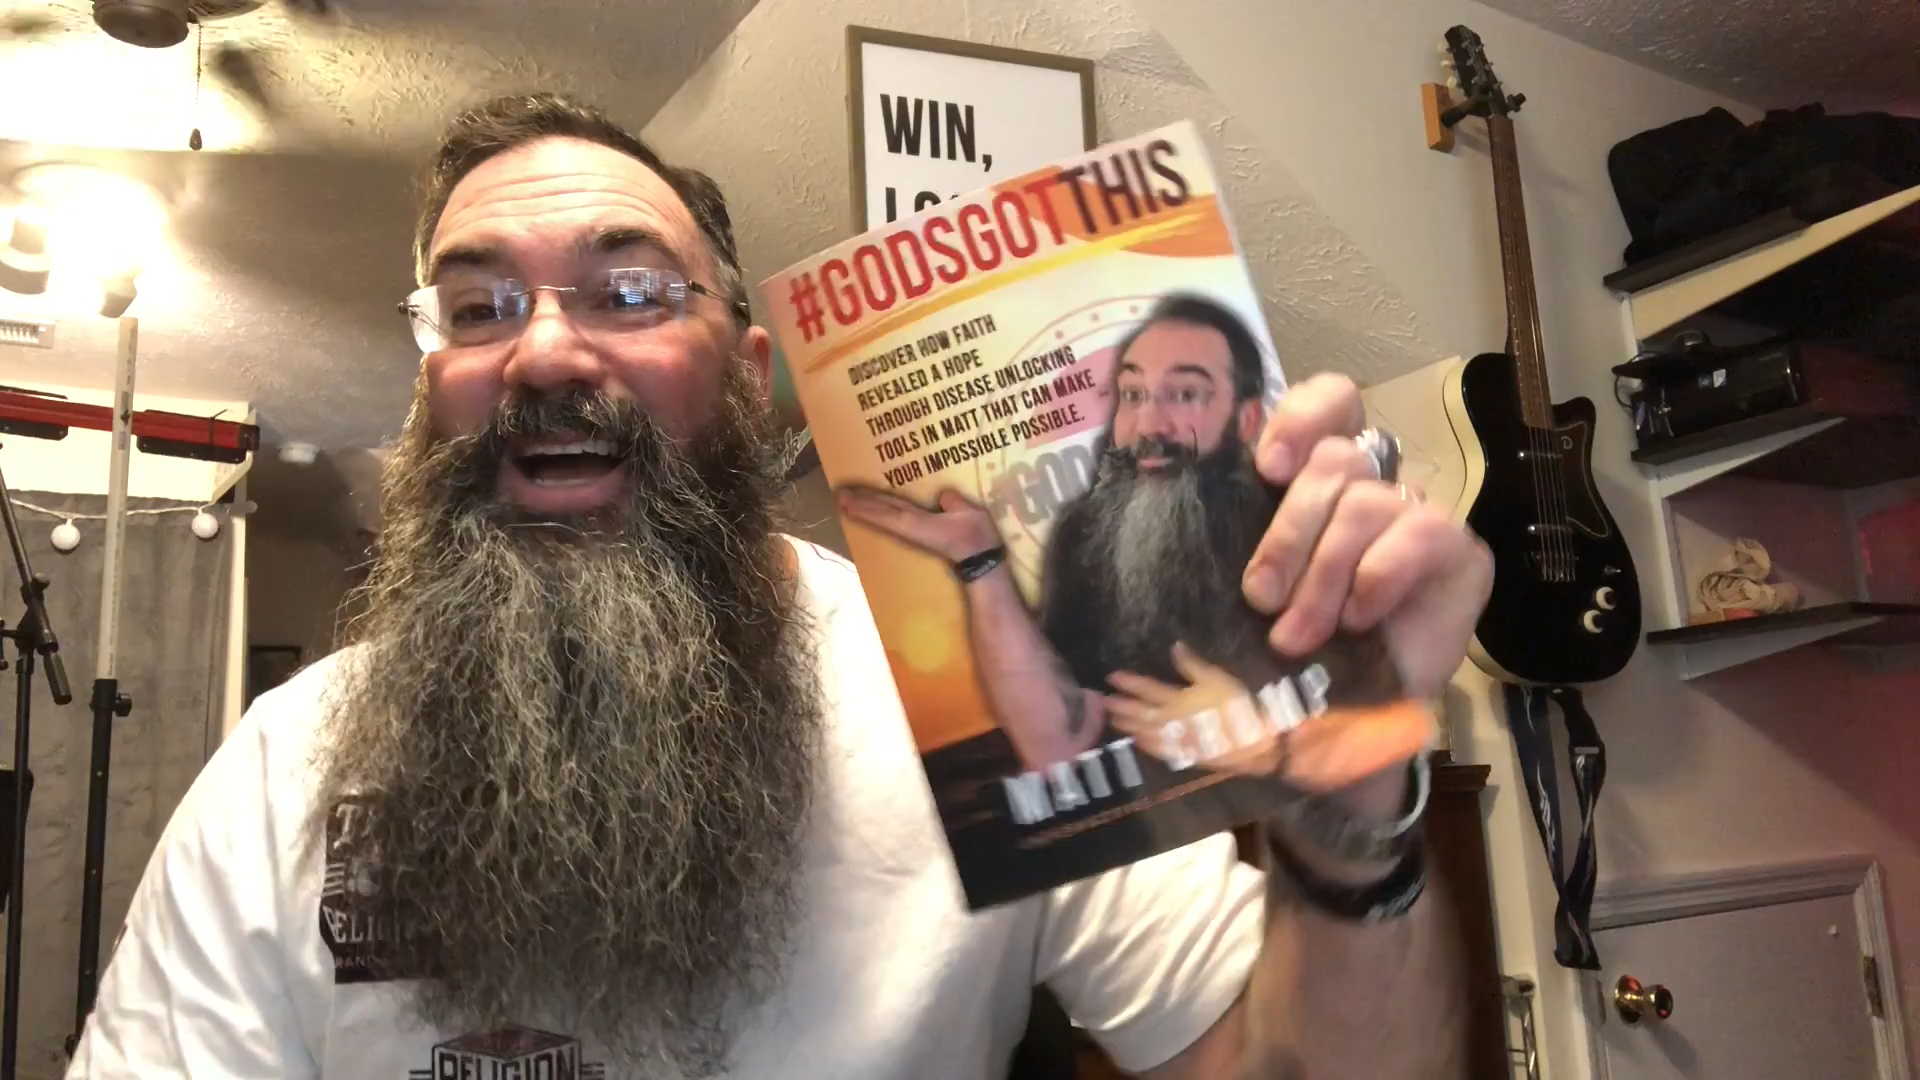 WIN,
#GODSGOTTHIS
DISCOVER HOW FAITH
REVEALED A HOPE
THROUGH DISEASE UNLOCKING
TOOLS IN MATT THAT CAN MAKE
YOUR IMPOSSIBLE POSSIBLE.
#GOD
MATT
RELIGION